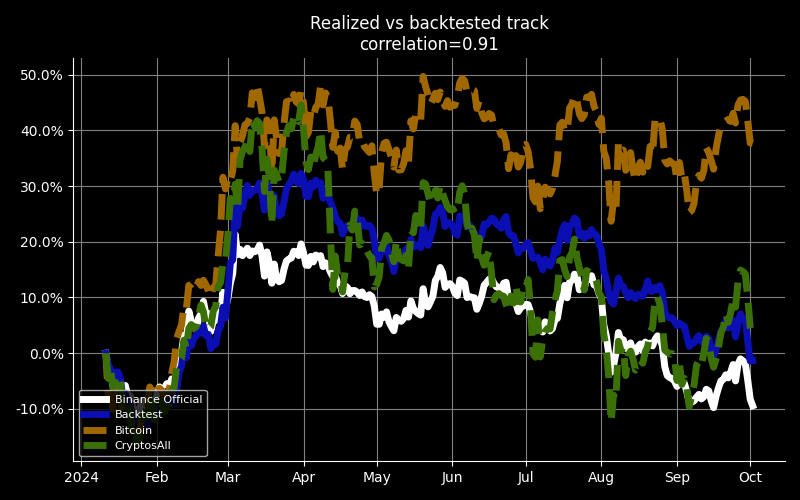 Realized vs backtested track
correlation=0.91
50.0%
40.0%
30.0%
20.0%
10.0%
0.0%
-10.0%
Binance Official
Backtest
Bitcoin
CryptosAll
2024 Feb Mar Apr May Jun Jul Aug Sep Oct